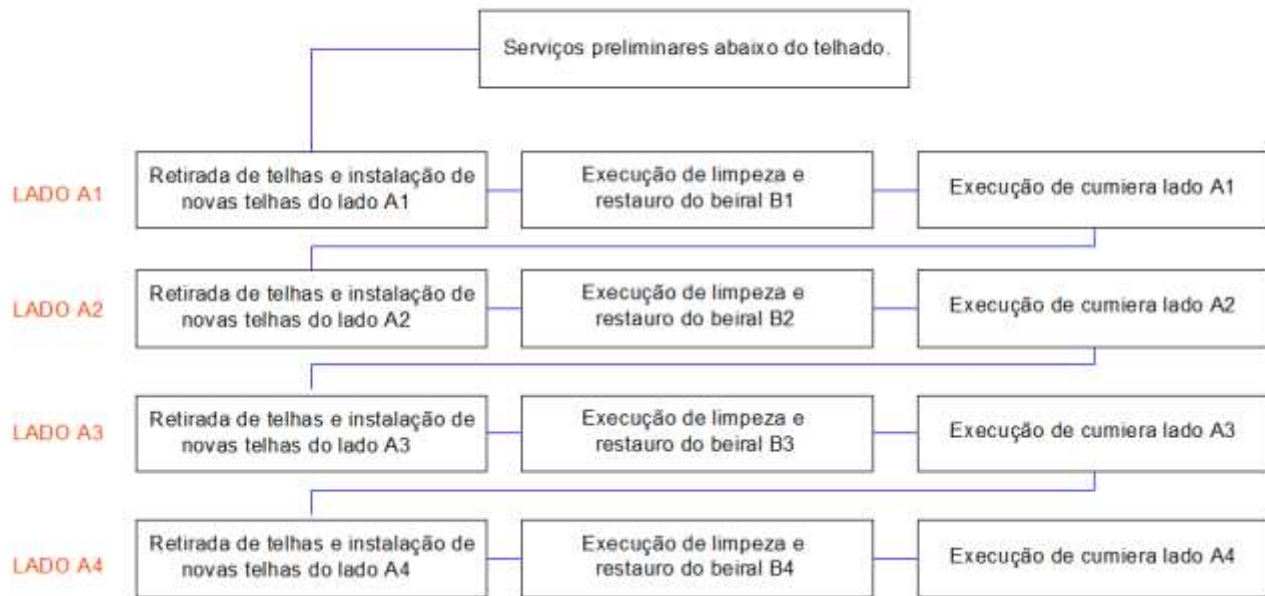 Serviços preliminares abaixo do telhado.
LADO A1
Retirada de telhas e instalação de
novas telhas do lado A1
Execução de limpeza e
restauro do beiral B1
Execução de cumiera lado A1
LADO A2
Retirada de telhas e instalação de
novas telhas do lado A2
Execução de limpeza e
restauro do beiral B2
Execução de cumiera lado A2
LADO A3
Retirada de telhas e instalação de
novas telhas do lado A3
Execução de limpeza e
restauro do beiral B3
Execução de cumiera lado A3
LADO A4
Retirada de telhas e instalação de
novas telhas do lado A4
Execução de limpeza e
restauro do beiral B4
Execução de cumiera lado A4